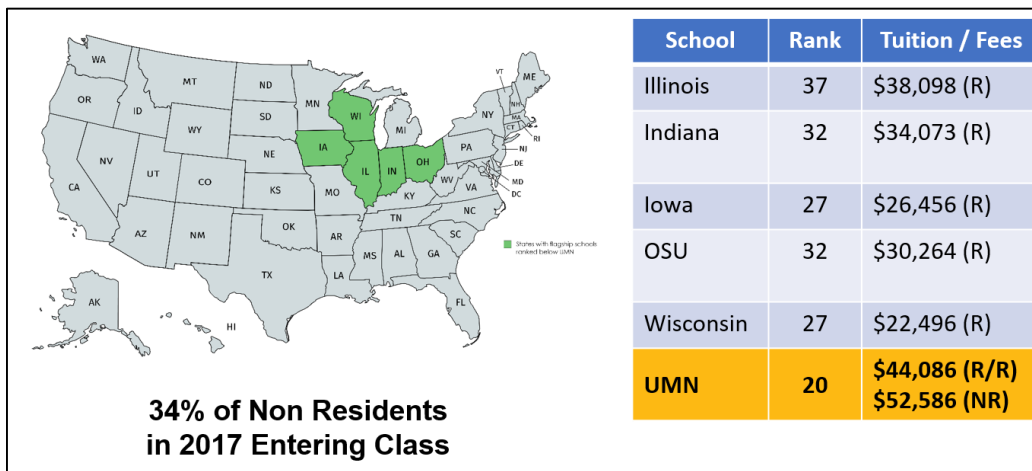 WA
OR
CA
NV
ID
MT
WY
UT
AZ
CO
NM
ND
SD
NE
KS
OK
TX
MN
IA
MO
AR
LA
WI
IL
IN
MI
OH
KY
TN
MS
AL
GA
FL
SC
NC
VA
WV
PA
NY
VT
NH
ME
MA
CT
RI
NJ
DE
MD
DC
AK
HI
States with flagship schools
ranked below UMN
34% of Non Residents
in 2017 Entering Class
School Rank Tuition / Fees
Illinois 37 $38,098 (R)
Indiana 32 $34,073 (R)
Iowa 27 $26,456 (R)
OSU 32 $30,264 (R)
Wisconsin 27 $22,496 (R)
UMN 20 $44,086 (R/R)
$52,586 (NR)